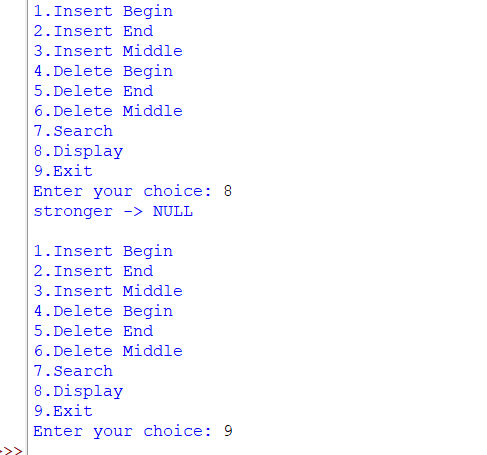 1.Insert Begin
2.Insert End
3.Insert Middle
4.Delete Begin
5.Delete End
6.Delete Middle
7.Search
8.Display
9.Exit
Enter your choice: 8
stronger -> NULL

1.Insert Begin
2.Insert End
3.Insert Middle
4.Delete Begin
5.Delete End
6.Delete Middle
7.Search
8.Display
9.Exit
Enter your choice: 9
>>>